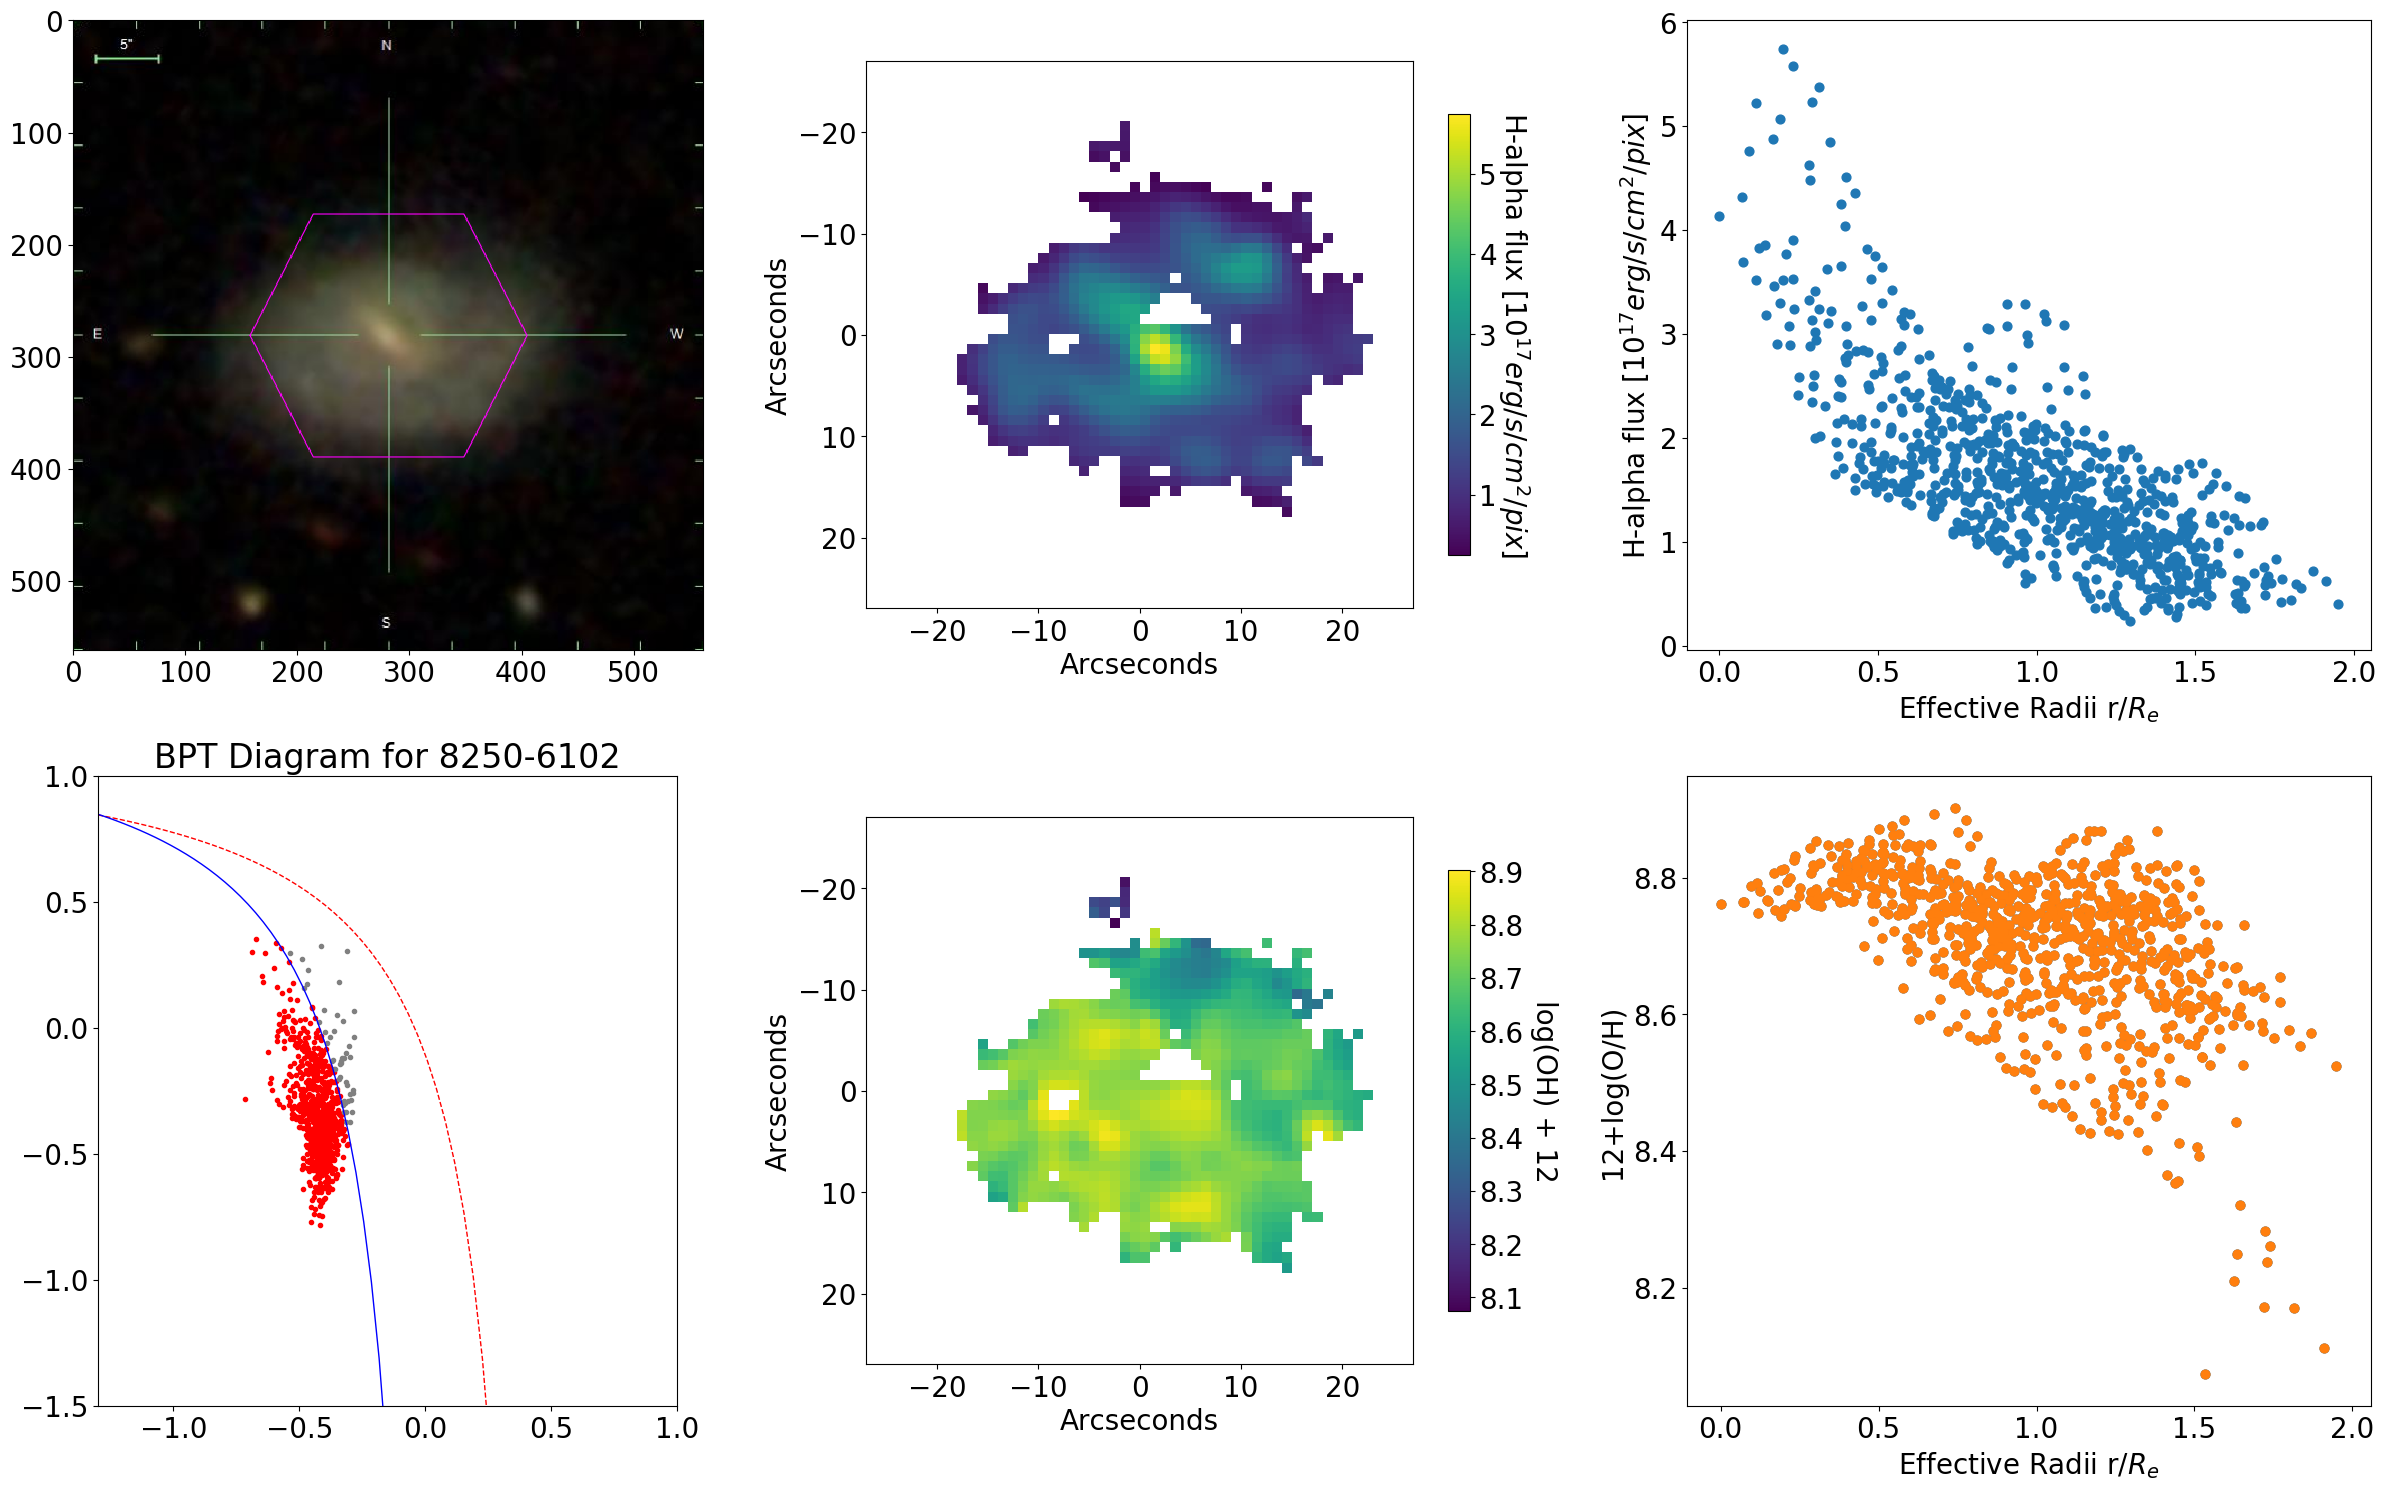 0
100
200
300
400
500
0 100 200 300 400 500
5"
N
E
W
S
−20
−10
0
10
20
−20 −10 0 10 20
Arcseconds
Arcseconds
5
4
3
2
1
H-alpha flux [10^17 erg/s/cm^2/pix]
6
5
4
3
2
1
0
0.0 0.5 1.0 1.5 2.0
H-alpha flux [10^17 erg/s/cm^2/pix]
Effective Radii r/R_e
BPT Diagram for 8250-6102
1.0
0.5
0.0
−0.5
−1.0
−1.5
−1.0 −0.5 0.0 0.5 1.0
−20
−10
0
10
20
−20 −10 0 10 20
Arcseconds
Arcseconds
8.9
8.8
8.7
8.6
8.5
8.4
8.3
8.2
8.1
log(OH) + 12
8.8
8.6
8.4
8.2
0.0 0.5 1.0 1.5 2.0
12+log(O/H)
Effective Radii r/R_e